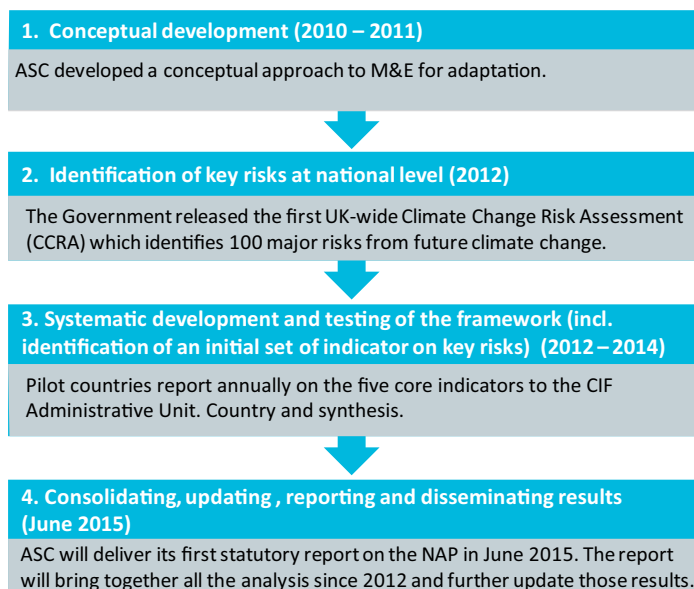 1. Conceptual development (2010 – 2011)
ASC developed a conceptual approach to M&E for adaptation.
2. Identification of key risks at national level (2012)
The Government released the first UK-wide Climate Change Risk Assessment
(CCRA) which identifies 100 major risks from future climate change.
3. Systematic development and testing of the framework (incl.
identification of an initial set of indicator on key risks) (2012 – 2014)
Pilot countries report annually on the five core indicators to the CIF
Administrative Unit. Country and synthesis.
4. Consolidating, updating , reporting and disseminating results
(June 2015)
ASC will deliver its first statutory report on the NAP in June 2015. The report
will bring together all the analysis since 2012 and further update those results.